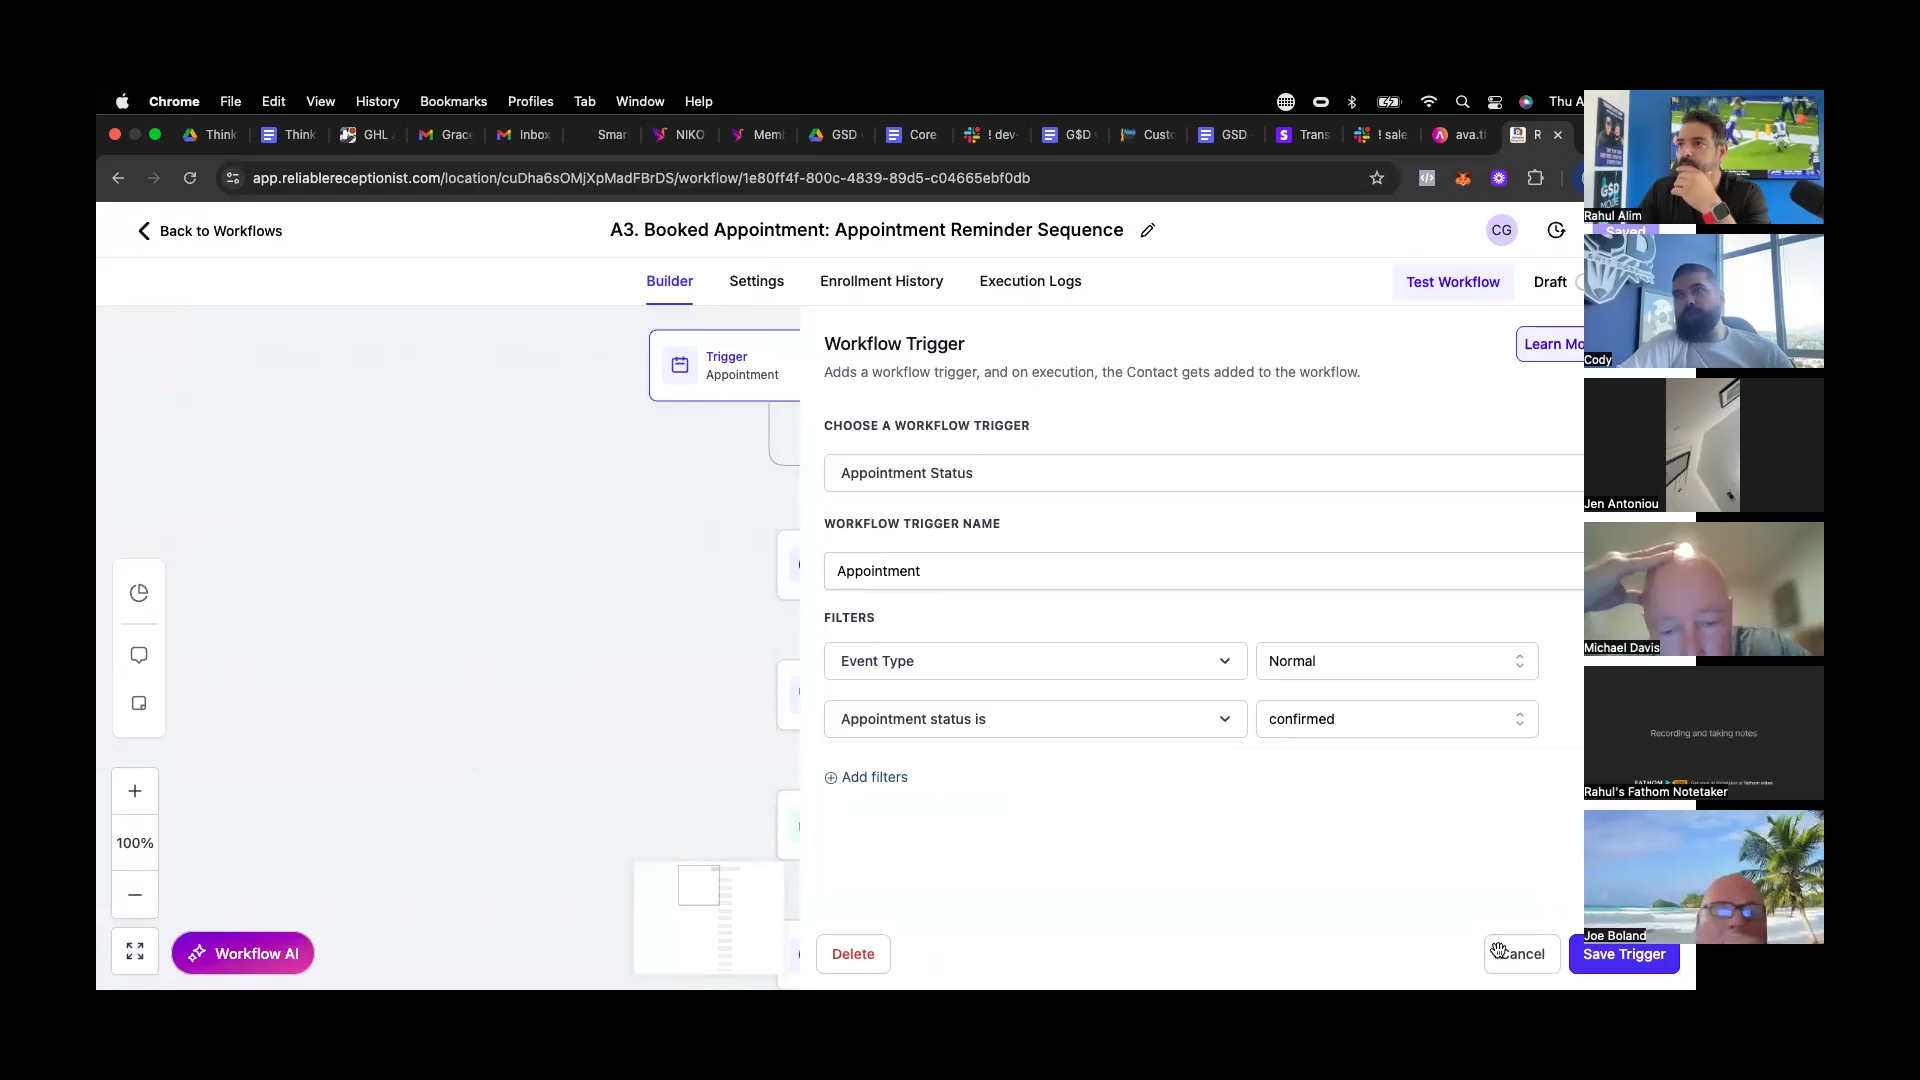 Chrome File Edit View History Bookmarks Profiles Tab Window Help Thu A
Think Think GHL Grace Inbox Smar NIKO Mem GSD Core ! dev- G$D Custo GSD Trans ! sale ava.t R
app.reliablereceptionist.com/location/cuDha6sOMjXpMadFBrDS/workflow/1e80ff4f-800c-4839-89d5-c04665ebf0db
Back to Workflows
A3. Booked Appointment: Appointment Reminder Sequence
CG
Saved
Builder
Settings
Enrollment History
Execution Logs
Test Workflow
Draft
Trigger
Appointment
Workflow Trigger
Learn Mo
Adds a workflow trigger, and on execution, the Contact gets added to the workflow.
CHOOSE A WORKFLOW TRIGGER
Appointment Status
WORKFLOW TRIGGER NAME
Appointment
FILTERS
Event Type
Normal
Appointment status is
confirmed
Add filters
100%
Workflow AI
Delete
Cancel
Save Trigger
G$D
MODE
Rahul Alim
Cody
Jen Antoniou
Michael Davis
Recording and taking notes
FATHOM
Rahul's Fathom Notetaker
Joe Boland